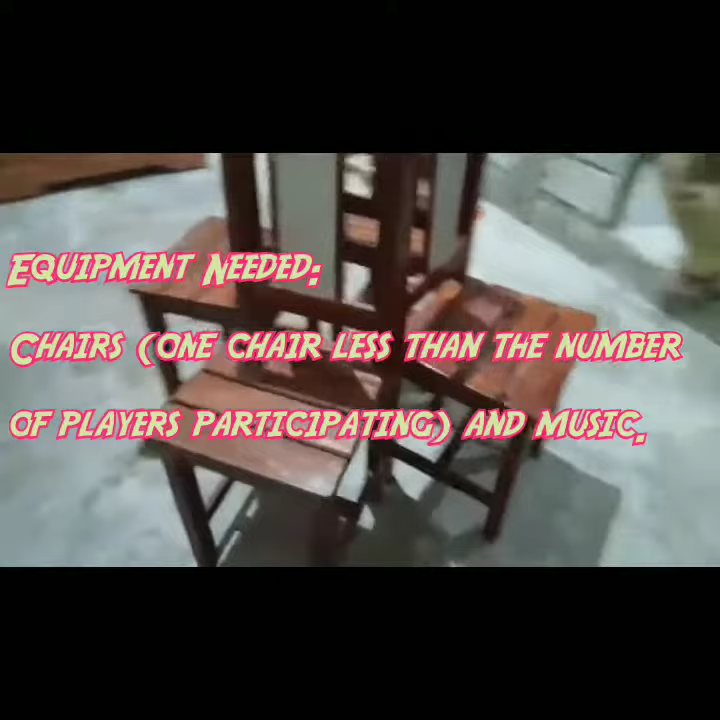 Equipment Needed:
Chairs (one chair less than the number
of players participating) and music.